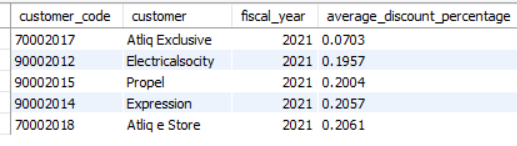 customer_code customer fiscal_year average_discount_percentage
70002017 Atliq Exclusive 2021 0.0703
90002012 Electricalsocity 2021 0.1957
90002015 Propel 2021 0.2004
90002014 Expression 2021 0.2057
70002018 Atliq e Store 2021 0.2061